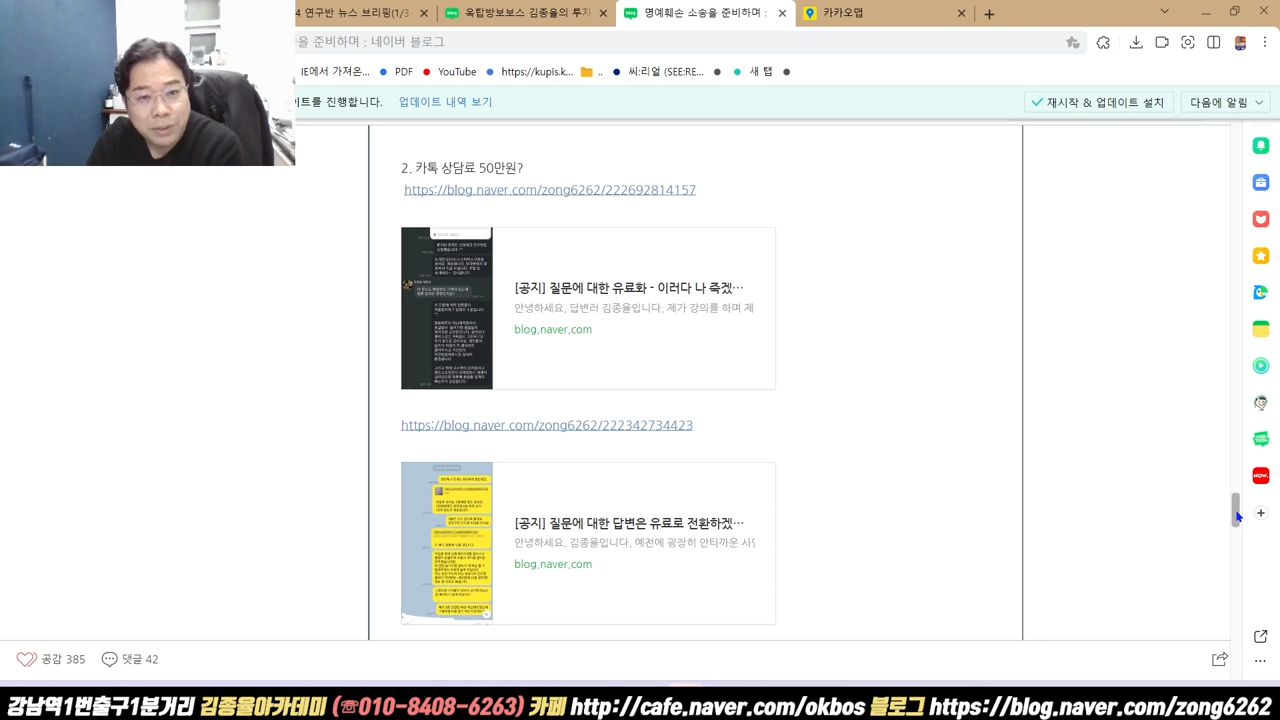 4 연구반 뉴스 브리핑(1/3
옥탑방보보스 김종율의 투자
명예훼손 소송을 준비하며 :
카카오맵
을 준비하며 : 네이버 블로그
IE에서 가져온...
PDF
YouTube
https://kupis.k...
..
씨:리얼 (SEE:RE...
새 탭
이트를 진행합니다.
업데이트 내역 보기
재시작 & 업데이트 설치
다음에 알림
2. 카톡 상담료 50만원?
https://blog.naver.com/zong6262/222692814157
[공지] 질문에 대한 유료화 - 이러다 나죽겠…
안녕하세요, 답변러 김종율입니다. 제가 강의를 하며 제
blog.naver.com
https://blog.naver.com/zong6262/222342734423
[공지] 질문에 대한 답변을 유료로 전환하겠…
안녕하세요, 김종율입니다. 최근에 굉장히 안타까운 사
blog.naver.com
NOW.
공감 385
댓글 42
강남역1번출구1분거리 김종율아카데미 (☏010-8408-6263) 카페 http://cafe.naver.com/okbos 블로그 https://blog.naver.com/zong6262